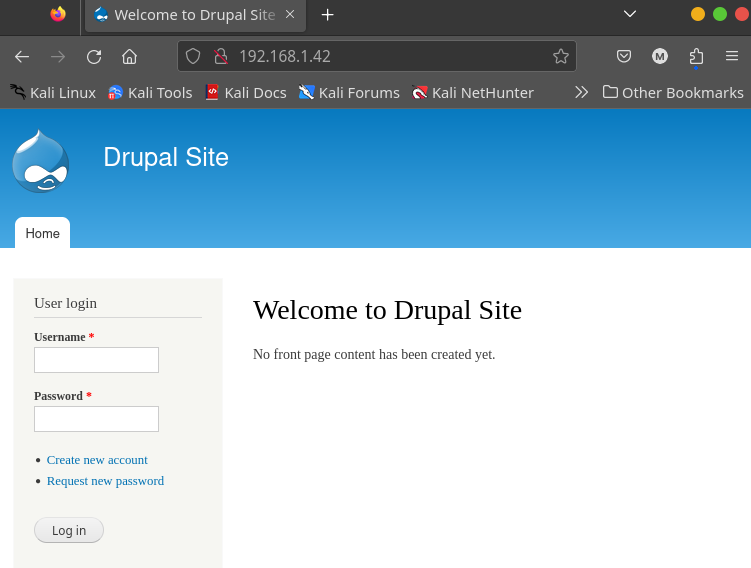 Welcome to Drupal Site
192.168.1.42
M
Kali Linux Kali Tools Kali Docs Kali Forums Kali NetHunter Other Bookmarks
Drupal Site
Home
User login
Username *
Password *
Create new account
Request new password
Log in
Welcome to Drupal Site
No front page content has been created yet.